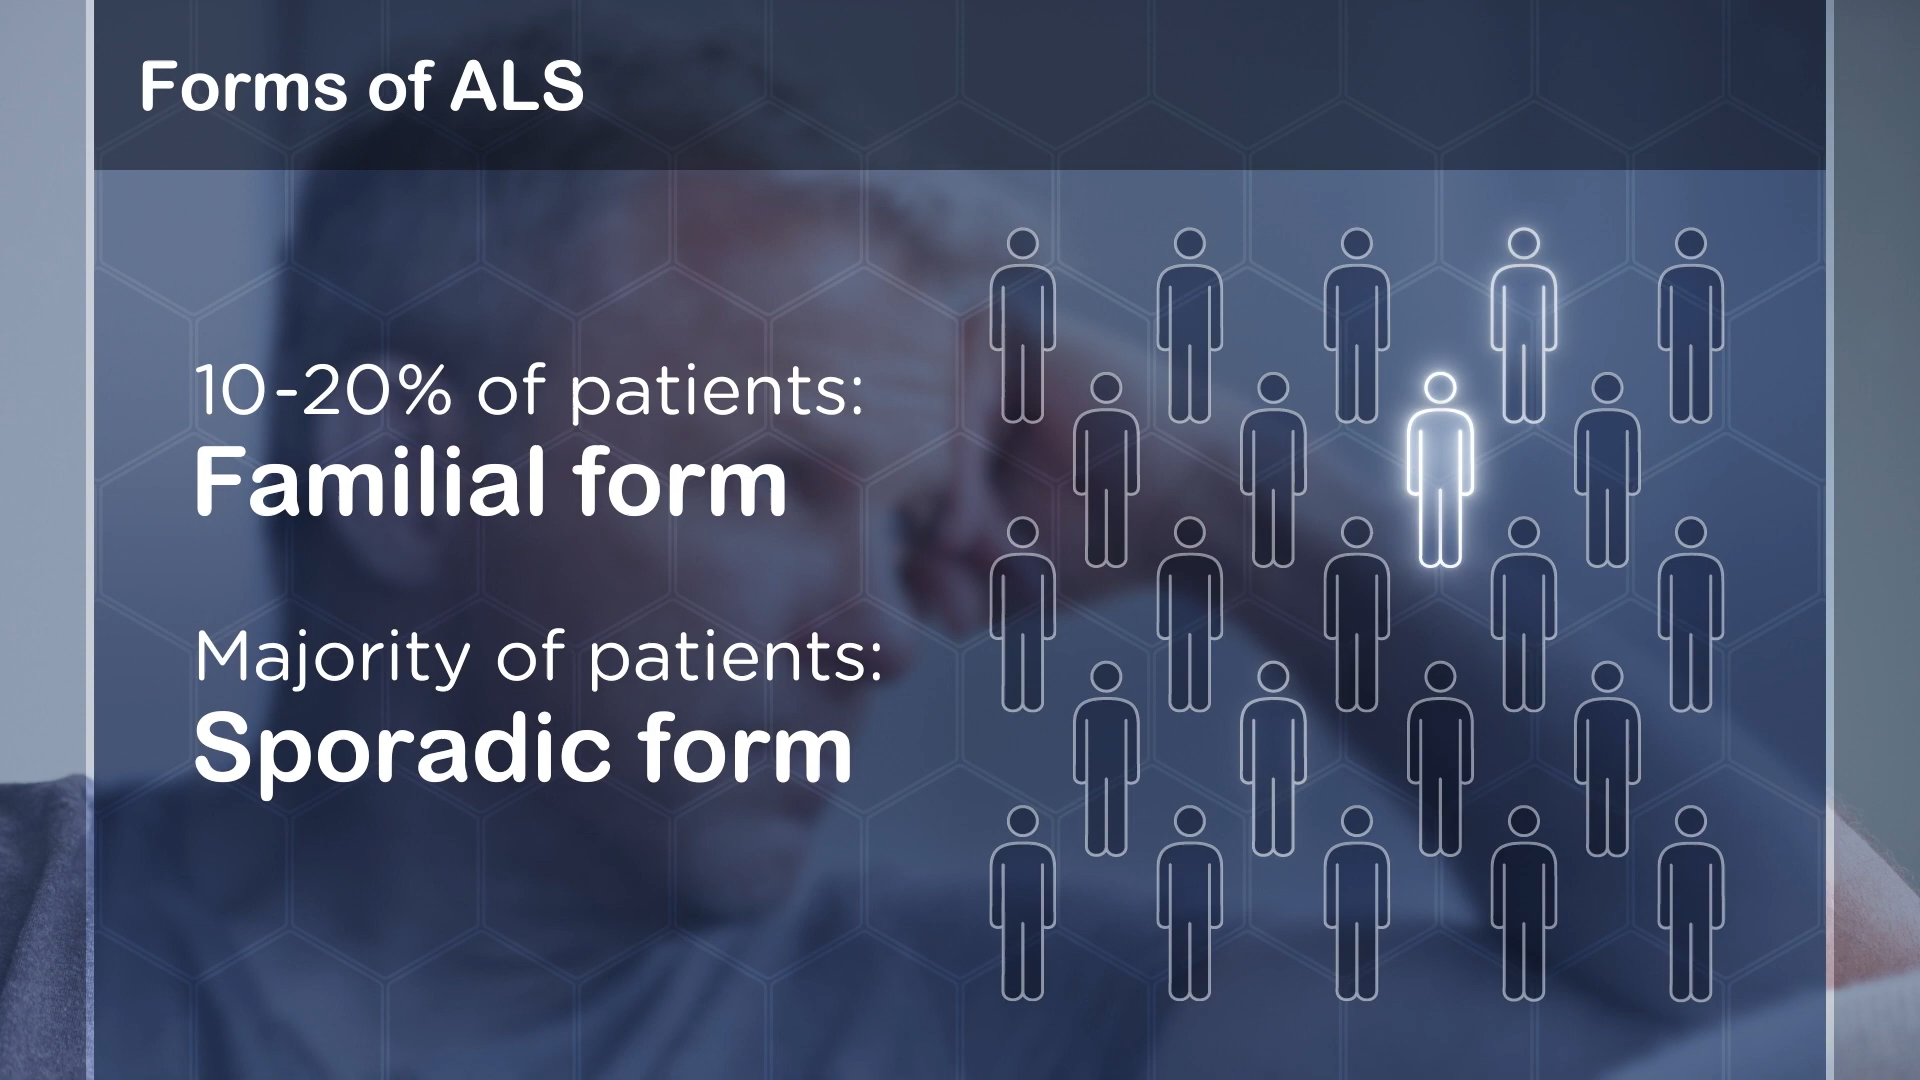 Forms of ALS
10-20% of patients:
Familial form
Majority of patients:
Sporadic form